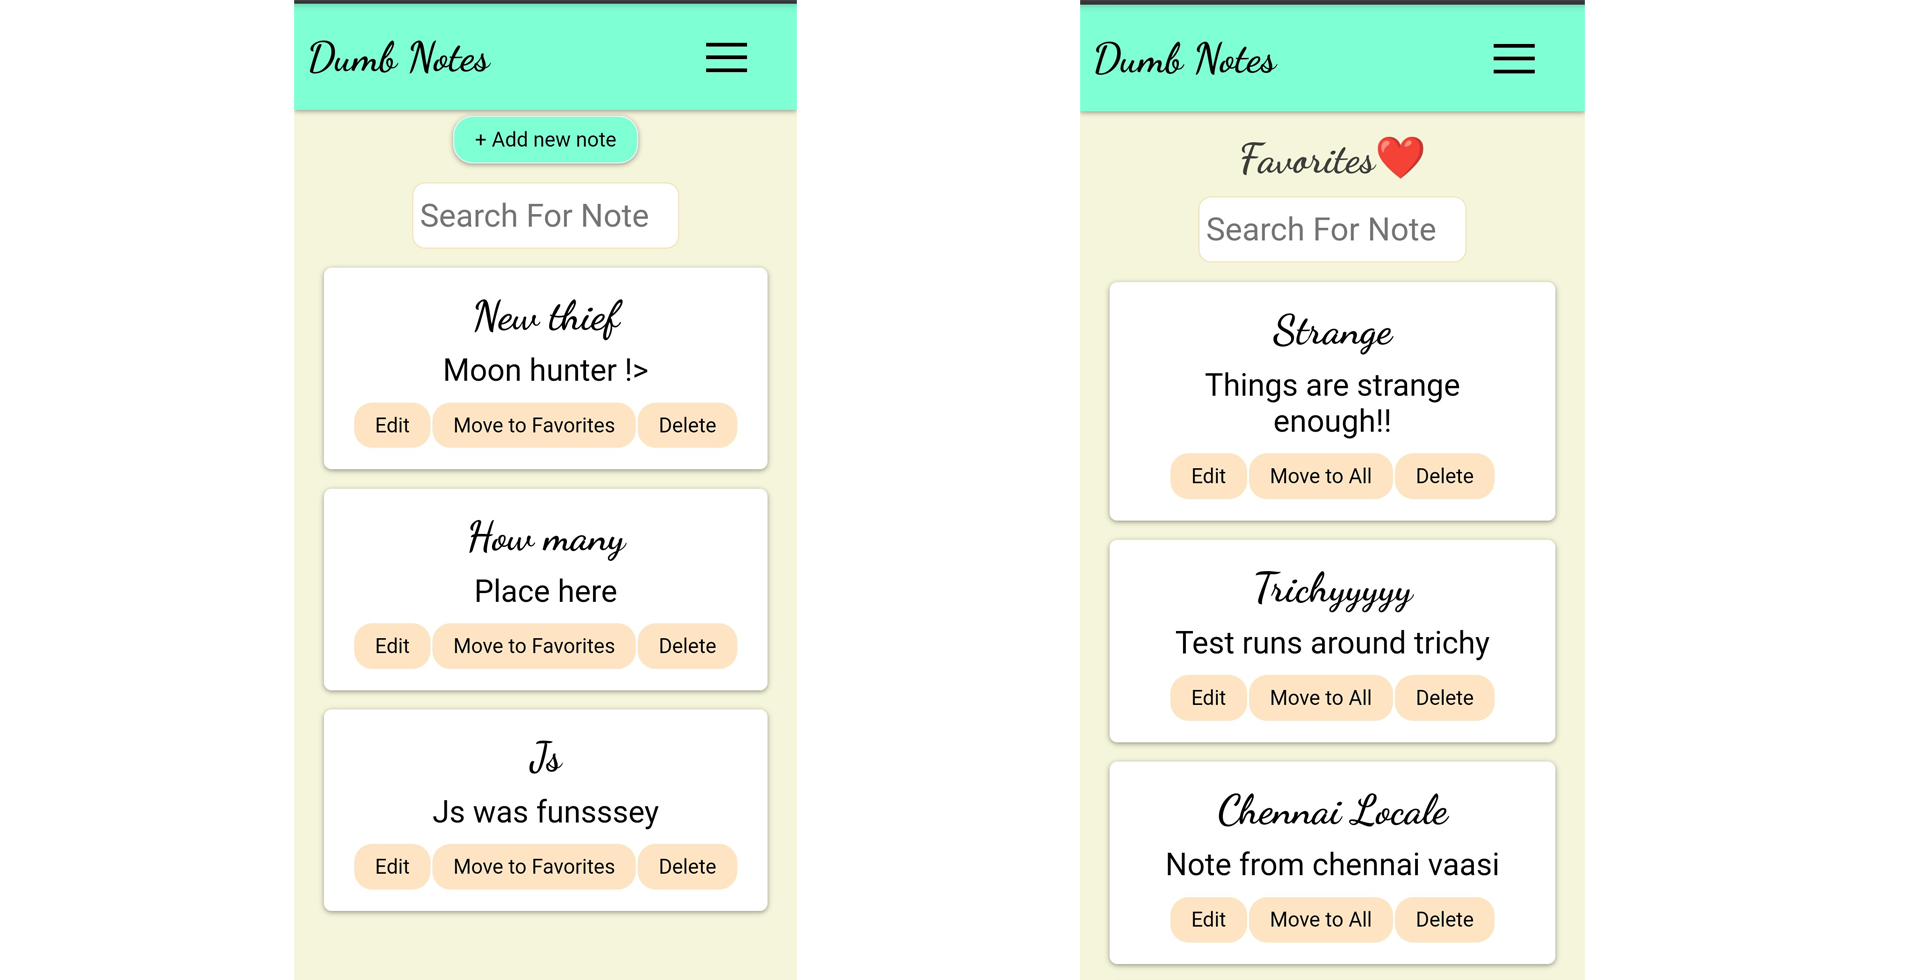 Dumb Notes
+ Add new note
Search For Note
New thief
Moon hunter !>
Edit Move to Favorites Delete
How many
Place here
Edit Move to Favorites Delete
Js
Js was funsssey
Edit Move to Favorites Delete
Dumb Notes
Favorites❤️
Search For Note
Strange
Things are strange
enough!!
Edit Move to All Delete
Trichyyyyy
Test runs around trichy
Edit Move to All Delete
Chennai Locale
Note from chennai vaasi
Edit Move to All Delete